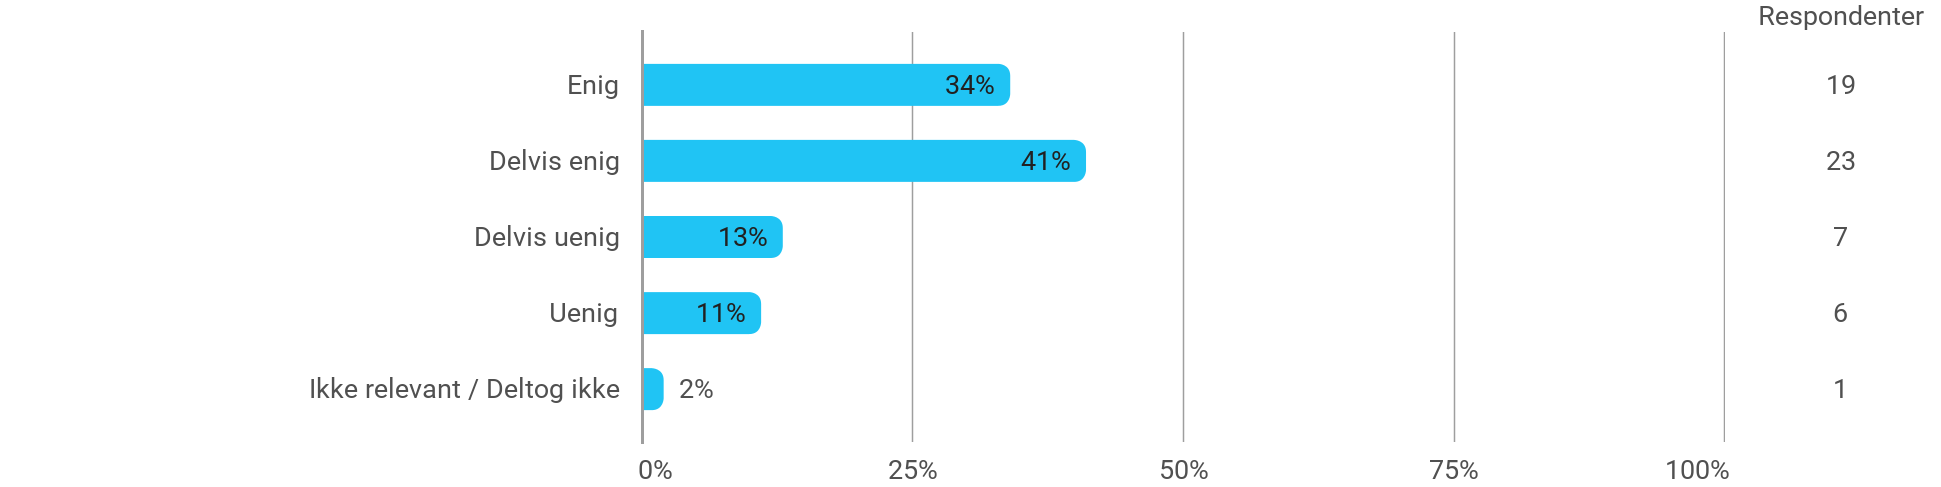 Respondenter
Enig 34% 19
Delvis enig 41% 23
Delvis uenig 13% 7
Uenig 11% 6
Ikke relevant / Deltog ikke 2% 1
0% 25% 50% 75% 100%